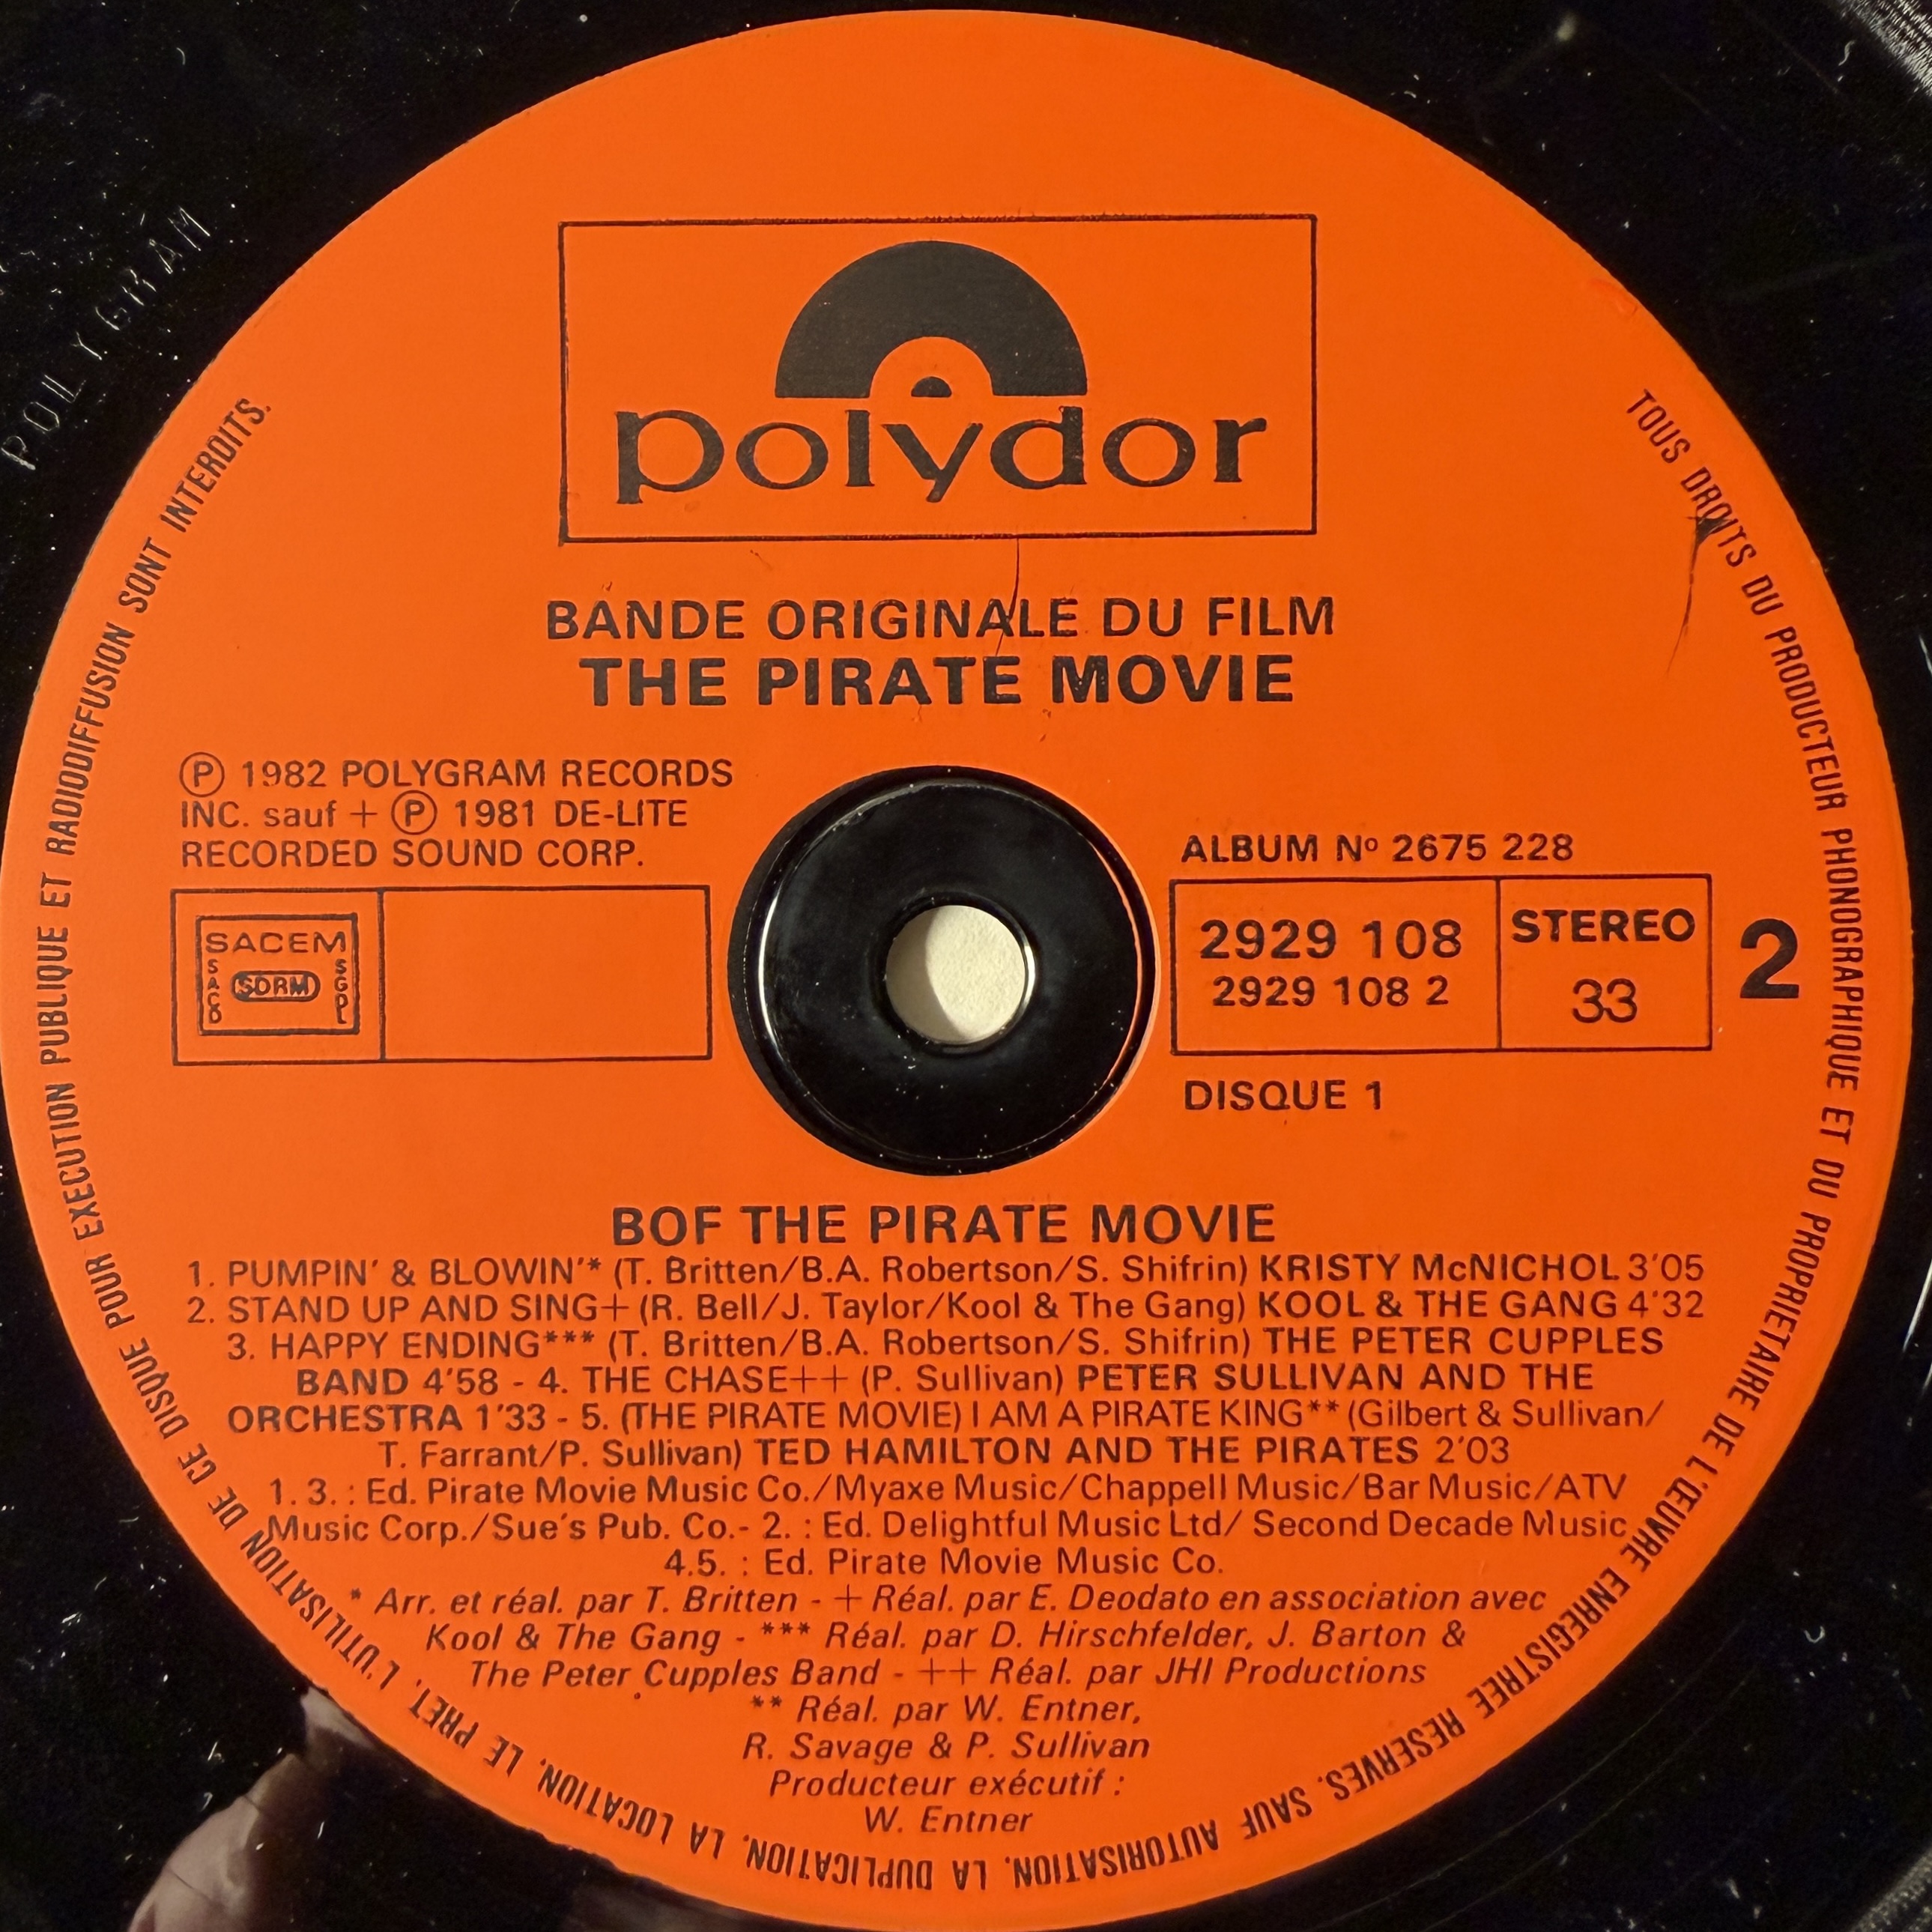 polydor
BANDE ORIGINALE DU FILM
THE PIRATE MOVIE
Ⓟ 1982 POLYGRAM RECORDS
INC. sauf + Ⓟ 1981 DE-LITE
RECORDED SOUND CORP.
SACEM
SACD
SDRM
SGDL
ALBUM Nº 2675 228
2929 108
2929 108 2
STEREO
33
2
DISQUE 1
BOF THE PIRATE MOVIE
1. PUMPIN' & BLOWIN'* (T. Britten/B.A. Robertson/S. Shifrin) KRISTY McNICHOL 3'05
2. STAND UP AND SING+ (R. Bell/J. Taylor/Kool & The Gang) KOOL & THE GANG 4'32
3. HAPPY ENDING*** (T. Britten/B.A. Robertson/S. Shifrin) THE PETER CUPPLES
BAND 4'58 - 4. THE CHASE++ (P. Sullivan) PETER SULLIVAN AND THE
ORCHESTRA 1'33 - 5. (THE PIRATE MOVIE) I AM A PIRATE KING** (Gilbert & Sullivan/
T. Farrant/P. Sullivan) TED HAMILTON AND THE PIRATES 2'03
1. 3. : Ed. Pirate Movie Music Co./Myaxe Music/Chappell Music/Bar Music/ATV
Music Corp./Sue's Pub. Co.- 2. : Ed. Delightful Music Ltd/ Second Decade Music
4.5. : Ed. Pirate Movie Music Co.
* Arr. et réal. par T. Britten - + Réal. par E. Deodato en association avec
Kool & The Gang - *** Réal. par D. Hirschfelder, J. Barton &
The Peter Cupples Band - ++ Réal. par JHI Productions
** Réal. par W. Entner,
R. Savage & P. Sullivan
Producteur exécutif :
W. Entner
TOUS DROITS DU PRODUCTEUR PHONOGRAPHIQUE ET DU PROPRIETAIRE DE L'ŒUVRE ENREGISTREE RESERVES. SAUF AUTORISATION, LA DUPLICATION, LA LOCATION, LE PRET, L'UTILISATION DE CE DISQUE POUR EXECUTION PUBLIQUE ET RADIODIFFUSION SONT INTERDITS.
POLYGRAM